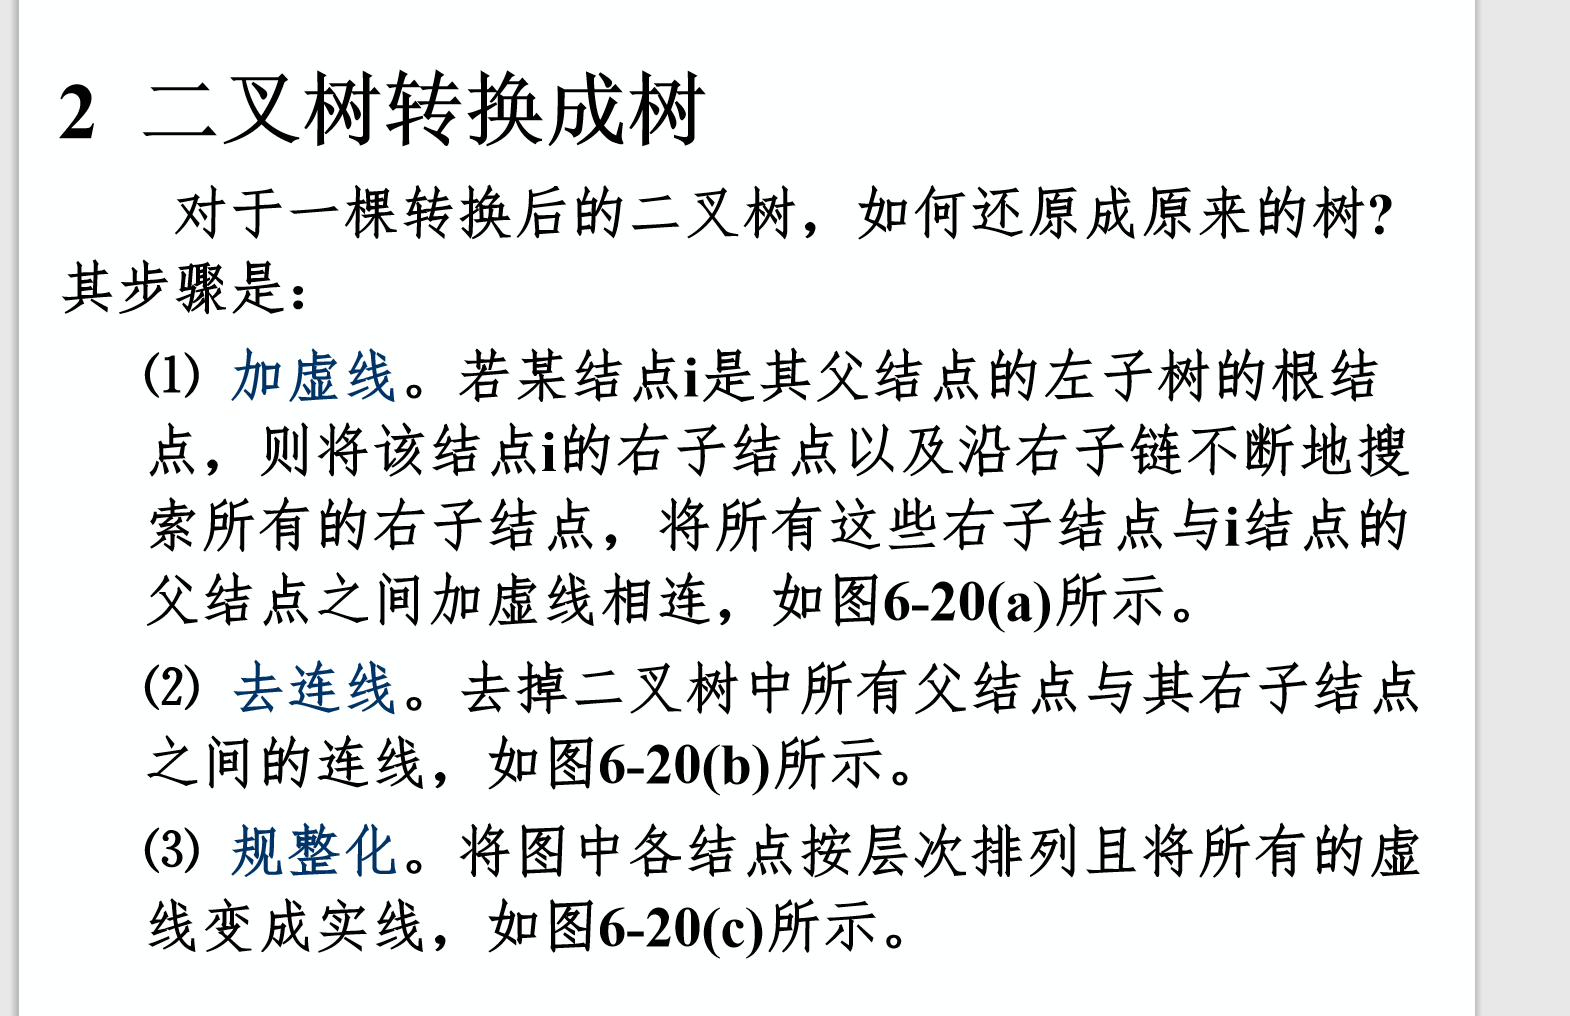 2 二叉树转换成树
对于一棵转换后的二叉树，如何还原成原来的树?
其步骤是：
⑴ 加虚线。若某结点i是其父结点的左子树的根结
点，则将该结点i的右子结点以及沿右子链不断地搜
索所有的右子结点，将所有这些右子结点与i结点的
父结点之间加虚线相连，如图6-20(a)所示。
⑵ 去连线。去掉二叉树中所有父结点与其右子结点
之间的连线，如图6-20(b)所示。
⑶ 规整化。将图中各结点按层次排列且将所有的虚
线变成实线，如图6-20(c)所示。